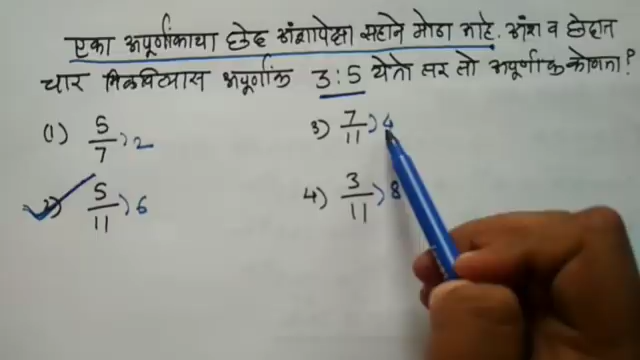 एका अपूर्णांकाचा छेद अंशापेक्षा सहाने मोठा आहे. अंश व छेदात
चार मिळविल्यास अपूर्णांक 3:5 येतो तर तो अपूर्णांक कोणता?
(1) 5/7 > 2
3) 7/11 > 4
2) 5/11 > 6
4) 3/11 > 8